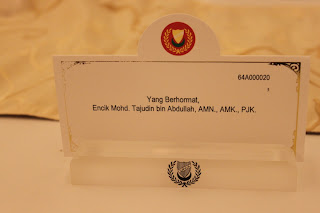 64A000020
Yang Berhormat,
Encik Mohd. Tajudin bin Abdullah, AMN., AMK., PJK.